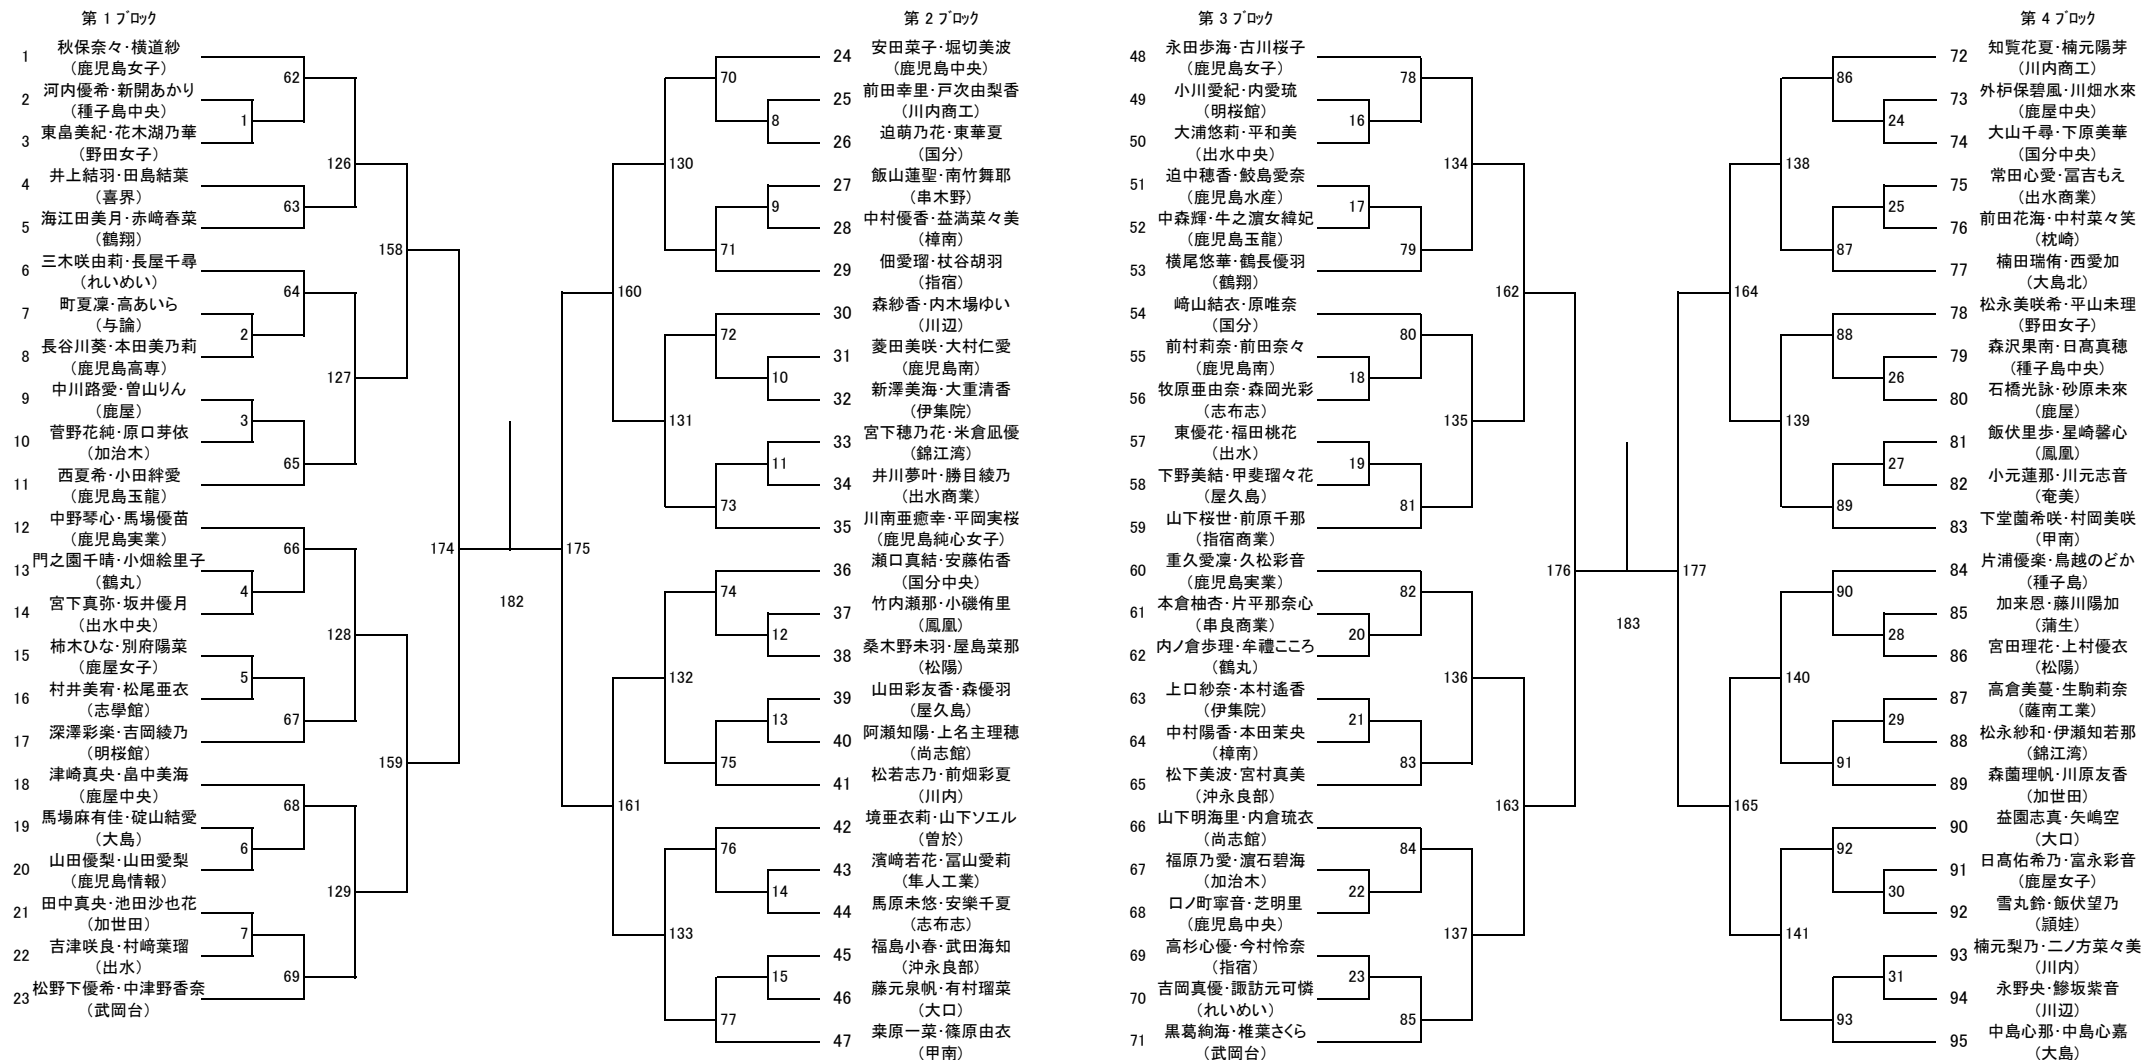 第１ブロック
1 秋保奈々・横道紗
(鹿児島女子)
2 河内優希・新開あかり
(種子島中央)
3 東畠美紀・花木湖乃華
(野田女子)
4 井上結羽・田島結葉
(喜界)
5 海江田美月・赤﨑春菜
(鶴翔)
6 三木咲由莉・長屋千尋
(れいめい)
7 町夏凜・高あいら
(与論)
8 長谷川葵・本田美乃莉
(鹿児島高専)
9 中川路愛・曽山りん
(鹿屋)
10 菅野花純・原口芽依
(加治木)
11 西夏希・小田絆愛
(鹿児島玉龍)
12 中野琴心・馬場優苗
(鹿児島実業)
13 門之園千晴・小畑絵里子
(鶴丸)
14 宮下真弥・坂井優月
(出水中央)
15 柿木ひな・別府陽菜
(鹿屋女子)
16 村井美宥・松尾亜衣
(志學館)
17 深澤彩楽・吉岡綾乃
(明桜館)
18 津崎真央・畠中美海
(鹿屋中央)
19 馬場麻有佳・碇山結愛
(大島)
20 山田優梨・山田愛梨
(鹿児島情報)
21 田中真央・池田沙也花
(加世田)
22 吉津咲良・村﨑葉瑠
(出水)
23 松野下優希・中津野香奈
(武岡台)
1
2
3
4
5
6
7
62
63
64
65
66
67
68
69
126
127
128
129
158
159
174
182
175
160
161
130
131
132
133
70
71
72
73
74
75
76
77
8
9
10
11
12
13
14
15
第２ブロック
24 安田菜子・堀切美波
(鹿児島中央)
25 前田幸里・戸次由梨香
(川内商工)
26 迫萌乃花・東華夏
(国分)
27 飯山蓮聖・南竹舞耶
(串木野)
28 中村優香・益満菜々美
(樟南)
29 佃愛瑠・杖谷胡羽
(指宿)
30 森紗香・内木場ゆい
(川辺)
31 菱田美咲・大村仁愛
(鹿児島南)
32 新澤美海・大重清香
(伊集院)
33 宮下穂乃花・米倉凪優
(錦江湾)
34 井川夢叶・勝目綾乃
(出水商業)
35 川南亜癒幸・平岡実桜
(鹿児島純心女子)
36 瀬口真結・安藤佑香
(国分中央)
37 竹内瀬那・小磯侑里
(鳳凰)
38 桑木野未羽・屋島菜那
(松陽)
39 山田彩友香・森優羽
(屋久島)
40 阿瀬知陽・上名主理穂
(尚志館)
41 松若志乃・前畑彩夏
(川内)
42 境亜衣莉・山下ソエル
(曽於)
43 濱﨑若花・冨山愛莉
(隼人工業)
44 馬原未悠・安樂千夏
(志布志)
45 福島小春・武田海知
(沖永良部)
46 藤元泉帆・有村瑠菜
(大口)
47 桒原一菜・篠原由衣
(甲南)
第３ブロック
48 永田歩海・古川桜子
(鹿児島女子)
49 小川愛紀・内愛琉
(明桜館)
50 大浦悠莉・平和美
(出水中央)
51 迫中穂香・鮫島愛奈
(鹿児島水産)
52 中森輝・牛之濵女緯妃
(鹿児島玉龍)
53 横尾悠華・鶴長優羽
(鶴翔)
54 﨑山結衣・原唯奈
(国分)
55 前村莉奈・前田奈々
(鹿児島南)
56 牧原亜由奈・森岡光彩
(志布志)
57 東優花・福田桃花
(出水)
58 下野美結・甲斐瑠々花
(屋久島)
59 山下桜世・前原千那
(指宿商業)
60 重久愛凜・久松彩音
(鹿児島実業)
61 本倉柚杏・片平那奈心
(串良商業)
62 内ノ倉歩理・牟禮こころ
(鶴丸)
63 上口紗奈・本村遙香
(伊集院)
64 中村陽香・本田茉央
(樟南)
65 松下美波・宮村真美
(沖永良部)
66 山下明海里・内倉琉衣
(尚志館)
67 福原乃愛・濵石碧海
(加治木)
68 口ノ町寧音・芝明里
(鹿児島中央)
69 高杉心優・今村怜奈
(指宿)
70 吉岡真優・諏訪元可憐
(れいめい)
71 黒葛絢海・椎葉さくら
(武岡台)
16
17
18
19
20
21
22
23
78
79
80
81
82
83
84
85
134
135
136
137
162
163
176
183
177
164
165
138
139
140
141
86
87
88
89
90
91
92
93
24
25
26
27
28
29
30
31
第４ブロック
72 知覧花夏・楠元陽芽
(川内商工)
73 外枦保碧風・川畑水來
(鹿屋中央)
74 大山千尋・下原美華
(国分中央)
75 常田心愛・冨吉もえ
(出水商業)
76 前田花海・中村菜々笑
(枕崎)
77 楠田瑞侑・西愛加
(大島北)
78 松永美咲希・平山未理
(野田女子)
79 森沢果南・日髙真穂
(種子島中央)
80 石橋光詠・砂原未來
(鹿屋)
81 飯伏里歩・星崎馨心
(鳳凰)
82 小元蓮那・川元志音
(奄美)
83 下堂薗希咲・村岡美咲
(甲南)
84 片浦優楽・鳥越のどか
(種子島)
85 加来恩・藤川陽加
(蒲生)
86 宮田理花・上村優衣
(松陽)
87 高倉美蔓・生駒莉奈
(薩南工業)
88 松永紗和・伊瀬知若那
(錦江湾)
89 森薗理帆・川原友香
(加世田)
90 益園志真・矢嶋空
(大口)
91 日髙佑希乃・富永彩音
(鹿屋女子)
92 雪丸鈴・飯伏望乃
(頴娃)
93 楠元梨乃・二ノ方菜々美
(川内)
94 永野央・鰺坂紫音
(川辺)
95 中島心那・中島心嘉
(大島)